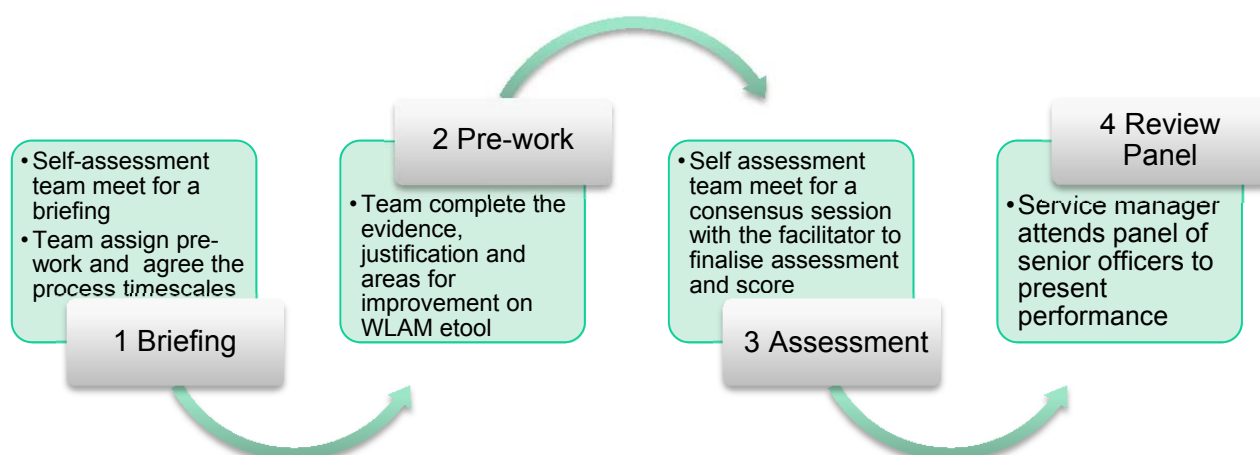 • Self-assessment
team meet for a
briefing
• Team assign pre-
work and agree the
process timescales
1 Briefing
2 Pre-work
• Team complete the
evidence,
justification and
areas for
improvement on
WLAM etool
• Self assessment
team meet for a
consensus session
with the facilitator to
finalise assessment
and score
3 Assessment
4 Review
Panel
• Service manager
attends panel of
senior officers to
present
performance